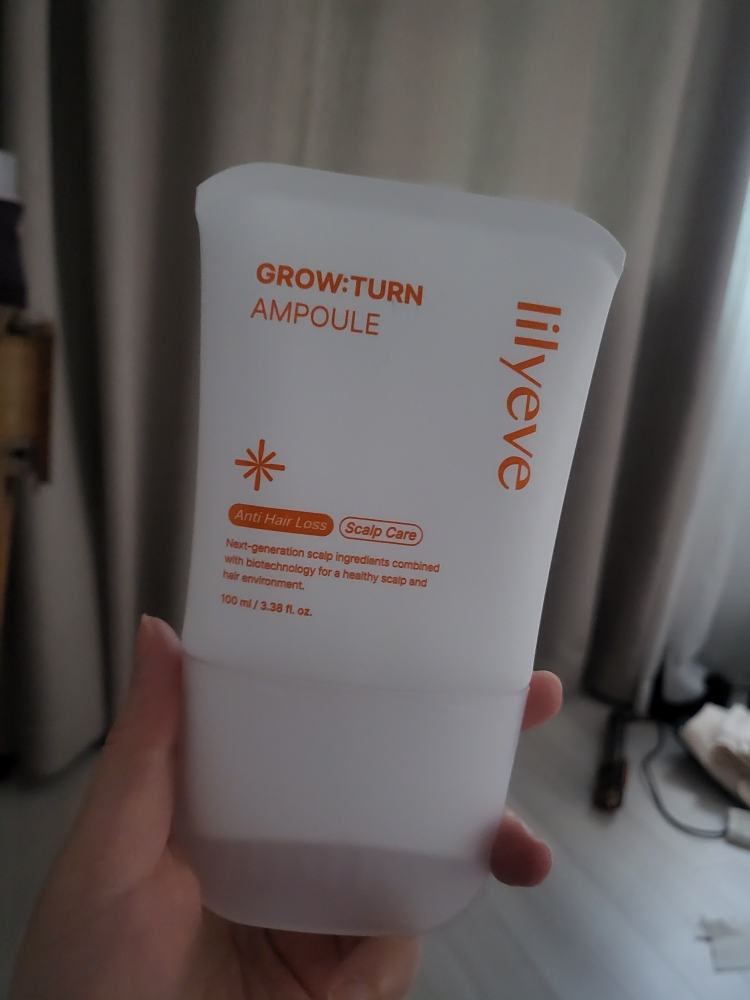 GROW:TURN
AMPOULE
lilyeve
Anti Hair Loss
Scalp Care
Next-generation scalp ingredients combined
with biotechnology for a healthy scalp and
hair environment.
100 ml / 3.38 fl. oz.